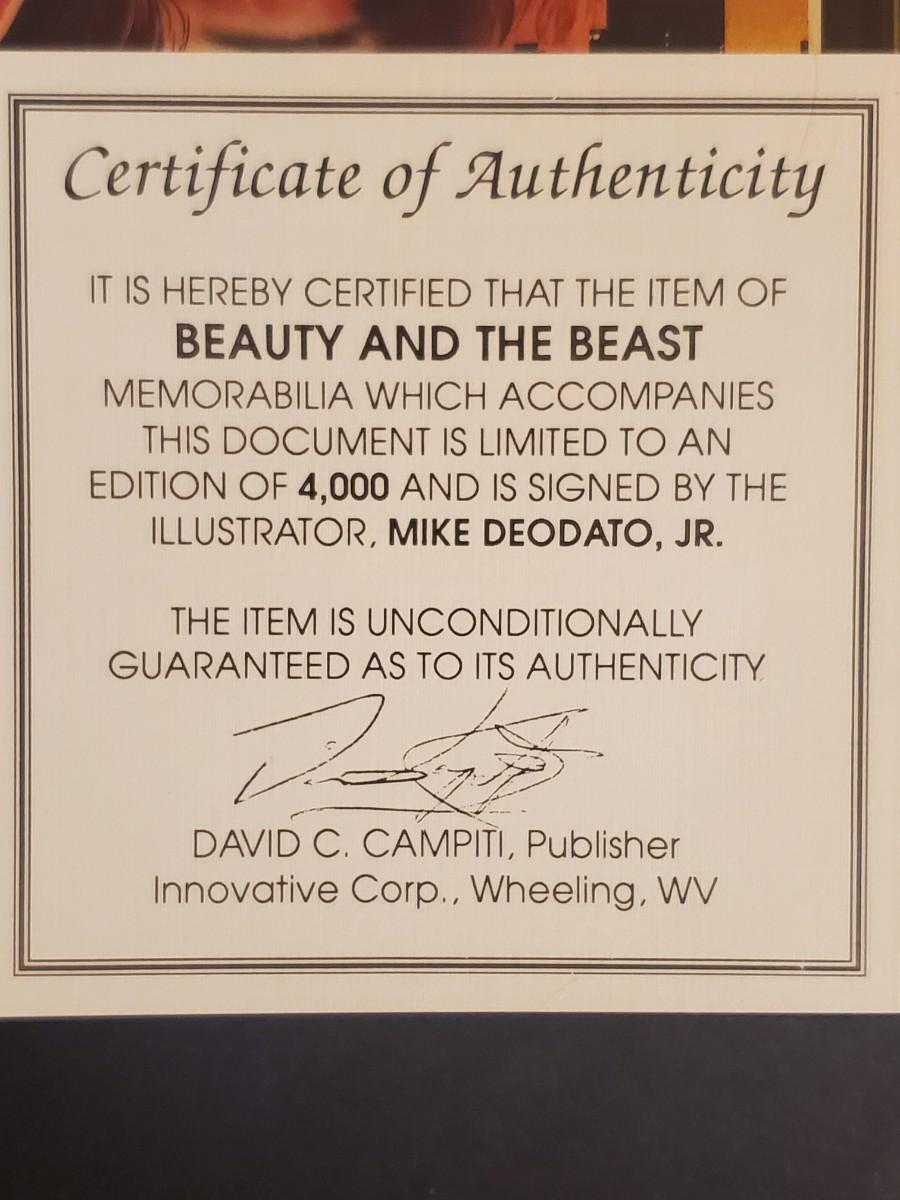 Certificate of Authenticity
IT IS HEREBY CERTIFIED THAT THE ITEM OF
BEAUTY AND THE BEAST
MEMORABILIA WHICH ACCOMPANIES
THIS DOCUMENT IS LIMITED TO AN
EDITION OF 4,000 AND IS SIGNED BY THE
ILLUSTRATOR, MIKE DEODATO, JR.
THE ITEM IS UNCONDITIONALLY
GUARANTEED AS TO ITS AUTHENTICITY
DAVID C. CAMPITI, Publisher
Innovative Corp., Wheeling, WV